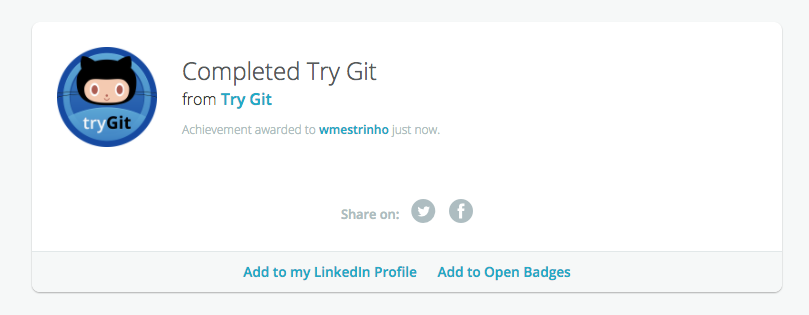 Completed Try Git
from Try Git
tryGit
Achievement awarded to wmestrinho just now.
Share on:
Add to my LinkedIn Profile Add to Open Badges